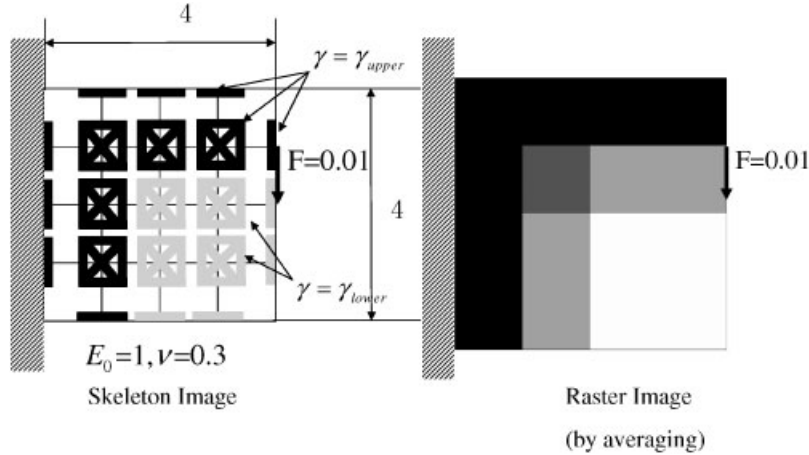 4
γ = γupper
F=0.01
4
γ = γlower
E₀=1, ν=0.3
Skeleton Image
F=0.01
Raster Image
(by averaging)